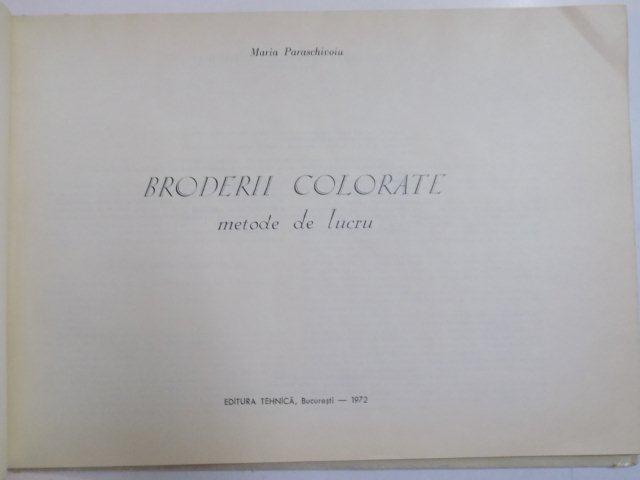 Maria Paraschivoiu
BRODERII COLORATE
metode de lucru
EDITURA TEHNICĂ, București — 1972